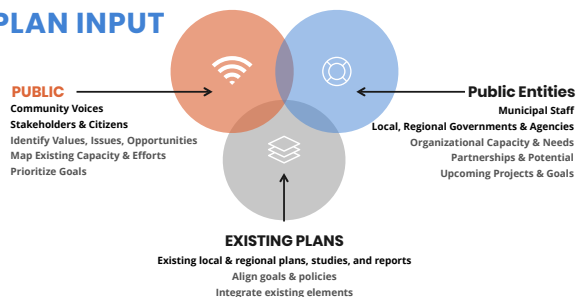 PLAN INPUT
PUBLIC
Community Voices
Stakeholders & Citizens
Identify Values, Issues, Opportunities
Map Existing Capacity & Efforts
Prioritize Goals
Public Entities
Municipal Staff
Local, Regional Governments & Agencies
Organizational Capacity & Needs
Partnerships & Potential
Upcoming Projects & Goals
EXISTING PLANS
Existing local & regional plans, studies, and reports
Align goals & policies
Integrate existing elements